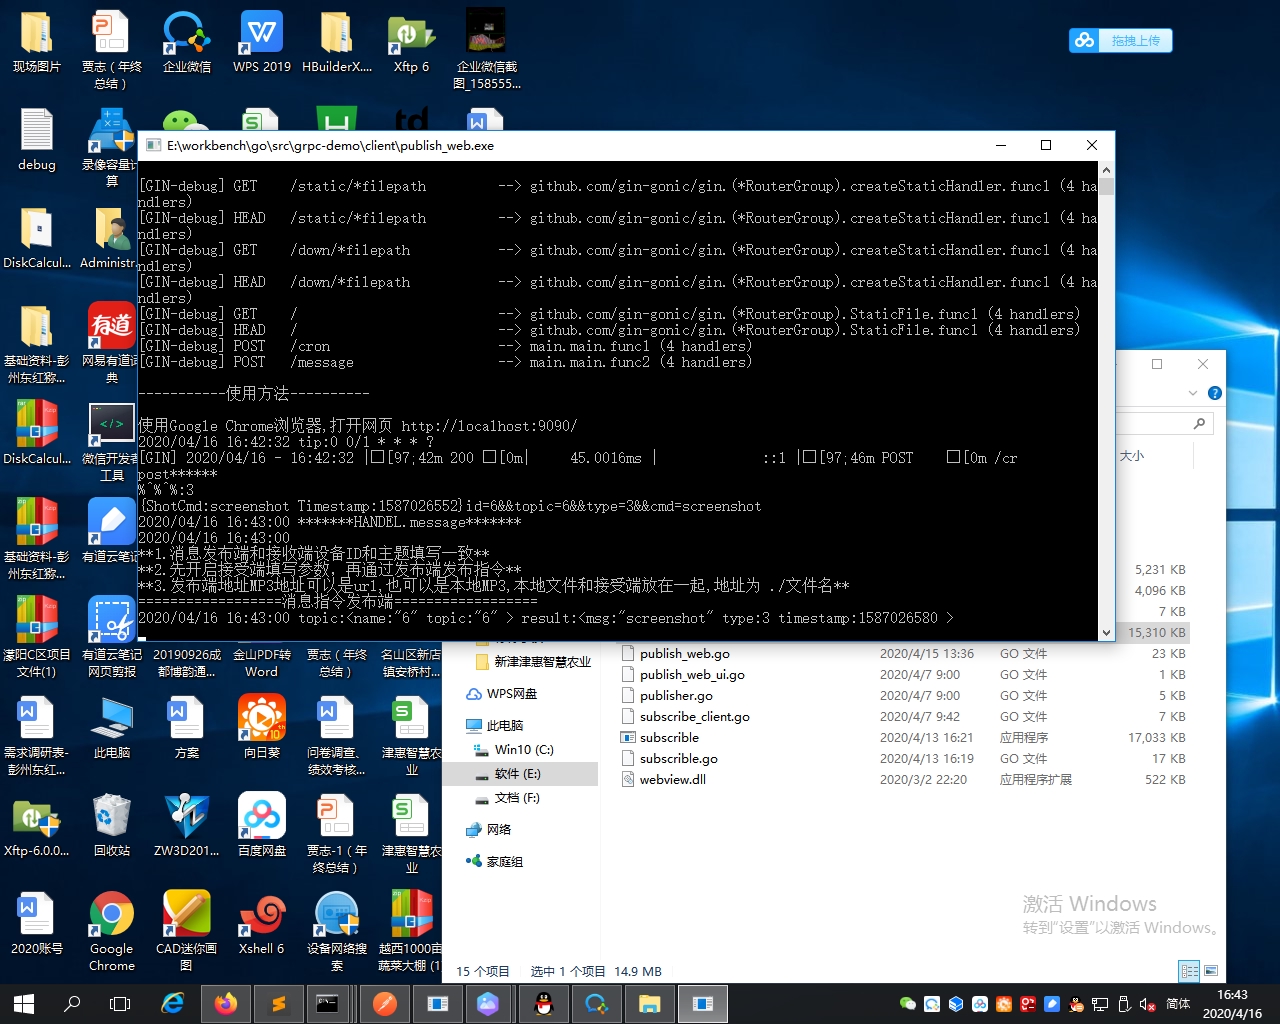 现场图片
贾志（年终总结）
企业微信
WPS 2019
HBuilderX....
Xftp 6
企业微信截图_158555...
拖拽上传
debug
录像容量计算
DiskCalcul...
Administr...
基础资料-彭州东红猕...
网易有道词典
DiskCalcul...
微信开发者工具
基础资料-彭州东红猕...
有道云笔记
濛阳C区项目文件(1)
有道云笔记网页剪报
20190926成都博韵通...
金山PDF转Word
贾志（年终总结）
名山区新店镇安桥村...
需求调研表-彭州东红...
此电脑
方案
向日葵
问卷调查、绩效考核...
津惠智慧农业
Xftp-6.0.0...
回收站
ZW3D201...
百度网盘
贾志-1（年终总结）
津惠智慧农业
2020账号
Google Chrome
CAD迷你画图
Xshell 6
设备网络搜索
越西1000亩蔬菜大棚 (1
E:\workbench\go\src\grpc-demo\client\publish_web.exe
[GIN-debug] GET    /static/*filepath         --> github.com/gin-gonic/gin.(*RouterGroup).createStaticHandler.func1 (4 ha
ndlers)
[GIN-debug] HEAD   /static/*filepath         --> github.com/gin-gonic/gin.(*RouterGroup).createStaticHandler.func1 (4 ha
ndlers)
[GIN-debug] GET    /down/*filepath           --> github.com/gin-gonic/gin.(*RouterGroup).createStaticHandler.func1 (4 ha
ndlers)
[GIN-debug] HEAD   /down/*filepath           --> github.com/gin-gonic/gin.(*RouterGroup).createStaticHandler.func1 (4 ha
ndlers)
[GIN-debug] GET    /                         --> github.com/gin-gonic/gin.(*RouterGroup).StaticFile.func1 (4 handlers)
[GIN-debug] HEAD   /                         --> github.com/gin-gonic/gin.(*RouterGroup).StaticFile.func1 (4 handlers)
[GIN-debug] POST   /cron                     --> main.main.func1 (4 handlers)
[GIN-debug] POST   /message                  --> main.main.func2 (4 handlers)
-----------使用方法----------
使用Google Chrome浏览器,打开网页 http://localhost:9090/
2020/04/16 16:42:32 tip:0 0/1 * * * ?
[GIN] 2020/04/16 - 16:42:32 |□[97;42m 200 □[0m|     45.0016ms |             ::1 |□[97;46m POST    □[0m /cr
post******
%^%^%:3
{ShotCmd:screenshot Timestamp:1587026552}id=6&&topic=6&&type=3&&cmd=screenshot
2020/04/16 16:43:00 *******HANDEL.message*******
2020/04/16 16:43:00
**1.消息发布端和接收端设备ID和主题填写一致**
**2.先开启接受端填写参数，再通过发布端发布指令**
**3.发布端地址MP3地址可以是url,也可以是本地MP3,本地文件和接受端放在一起,地址为 ./文件名**
=================消息指令发布端=================
2020/04/16 16:43:00 topic:<name:"6" topic:"6" > result:<msg:"screenshot" type:3 timestamp:1587026580 >
大小
5,231 KB
4,096 KB
7 KB
15,310 KB
publish_web.go 2020/4/15 13:36 GO 文件 23 KB
publish_web_ui.go 2020/4/7 9:00 GO 文件 1 KB
publisher.go 2020/4/7 9:00 GO 文件 5 KB
subscribe_client.go 2020/4/7 9:42 GO 文件 7 KB
subscrible 2020/4/13 16:21 应用程序 17,033 KB
subscrible.go 2020/4/13 16:19 GO 文件 17 KB
webview.dll 2020/3/2 22:20 应用程序扩展 522 KB
新津津惠智慧农业
WPS网盘
此电脑
Win10 (C:)
软件 (E:)
文档 (F:)
网络
家庭组
15 个项目
选中 1 个项目 14.9 MB
激活 Windows
转到"设置"以激活 Windows。
简体
16:43
2020/4/16